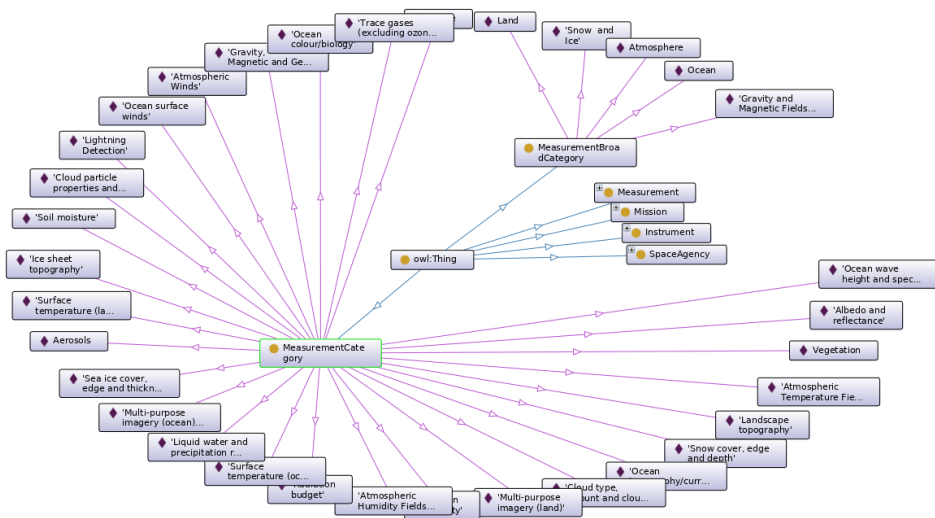 'Trace gases
(excluding ozon...
'Ocean
colour/biology'
'Gravity,
Magnetic and Ge...
'Atmospheric
Winds'
'Ocean surface
winds'
'Lightning
Detection'
'Cloud particle
properties and...
'Soil moisture'
'Ice sheet
topography'
'Surface
temperature (la...
Aerosols
'Sea ice cover,
edge and thickn...
'Multi-purpose
imagery (ocean)...
'Liquid water and
precipitation r...
'Surface
temperature (oc...
budget'
'Atmospheric
Humidity Fields...
'Multi-purpose
imagery (land)'
'Cloud type,
and clou...
'Ocean
'Snow cover, edge
and depth'
'Landscape
topography'
'Atmospheric
Temperature Fie...
Vegetation
'Albedo and
reflectance'
'Ocean wave
height and spec...
MeasurementCate
gory
owl:Thing
Measurement
Mission
Instrument
SpaceAgency
MeasurementBroa
dCategory
Land
'Snow and
Ice'
Atmosphere
Ocean
'Gravity and
Magnetic Fields...